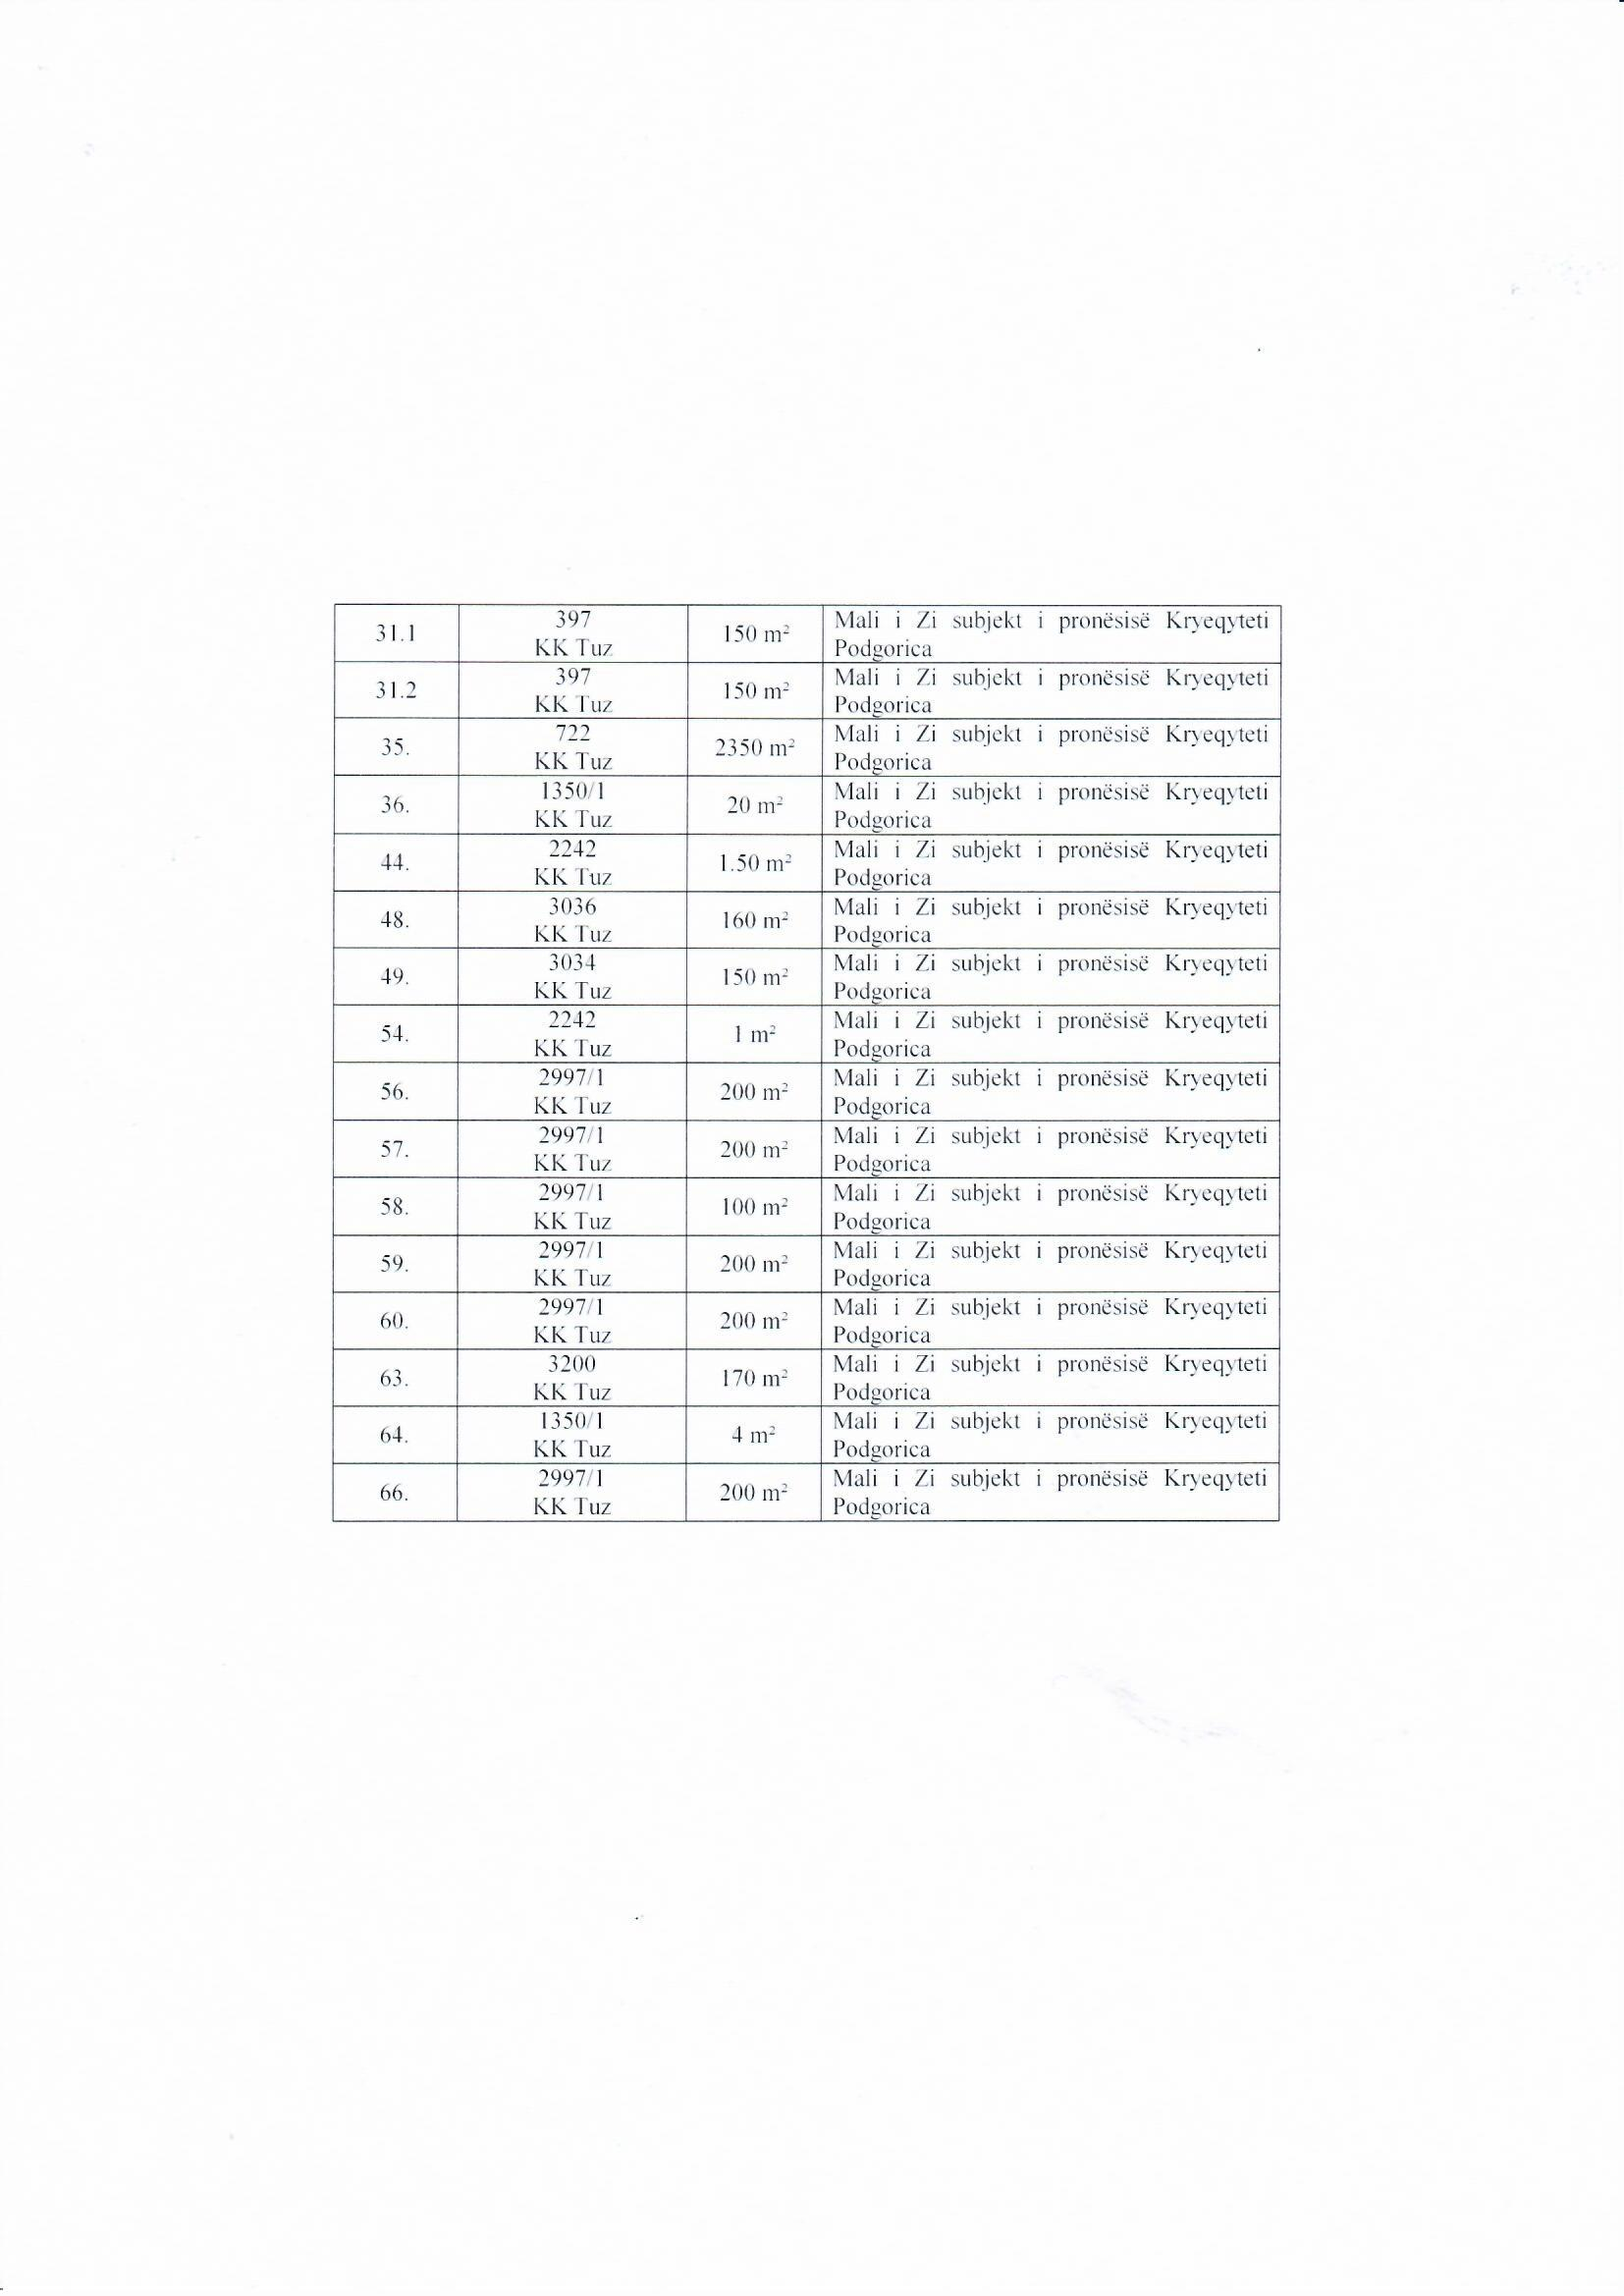 31.1 397 KK Tuz 150 m² Mali i Zi subjekt i pronësisë Kryeqyteti Podgorica
31.2 397 KK Tuz 150 m² Mali i Zi subjekt i pronësisë Kryeqyteti Podgorica
35. 722 KK Tuz 2350 m² Mali i Zi subjekt i pronësisë Kryeqyteti Podgorica
36. 1350/1 KK Tuz 20 m² Mali i Zi subjekt i pronësisë Kryeqyteti Podgorica
44. 2242 KK Tuz 1.50 m² Mali i Zi subjekt i pronësisë Kryeqyteti Podgorica
48. 3036 KK Tuz 160 m² Mali i Zi subjekt i pronësisë Kryeqyteti Podgorica
49. 3034 KK Tuz 150 m² Mali i Zi subjekt i pronësisë Kryeqyteti Podgorica
54. 2242 KK Tuz 1 m² Mali i Zi subjekt i pronësisë Kryeqyteti Podgorica
56. 2997/1 KK Tuz 200 m² Mali i Zi subjekt i pronësisë Kryeqyteti Podgorica
57. 2997/1 KK Tuz 200 m² Mali i Zi subjekt i pronësisë Kryeqyteti Podgorica
58. 2997/1 KK Tuz 100 m² Mali i Zi subjekt i pronësisë Kryeqyteti Podgorica
59. 2997/1 KK Tuz 200 m² Mali i Zi subjekt i pronësisë Kryeqyteti Podgorica
60. 2997/1 KK Tuz 200 m² Mali i Zi subjekt i pronësisë Kryeqyteti Podgorica
63. 3200 KK Tuz 170 m² Mali i Zi subjekt i pronësisë Kryeqyteti Podgorica
64. 1350/1 KK Tuz 4 m² Mali i Zi subjekt i pronësisë Kryeqyteti Podgorica
66. 2997/1 KK Tuz 200 m² Mali i Zi subjekt i pronësisë Kryeqyteti Podgorica